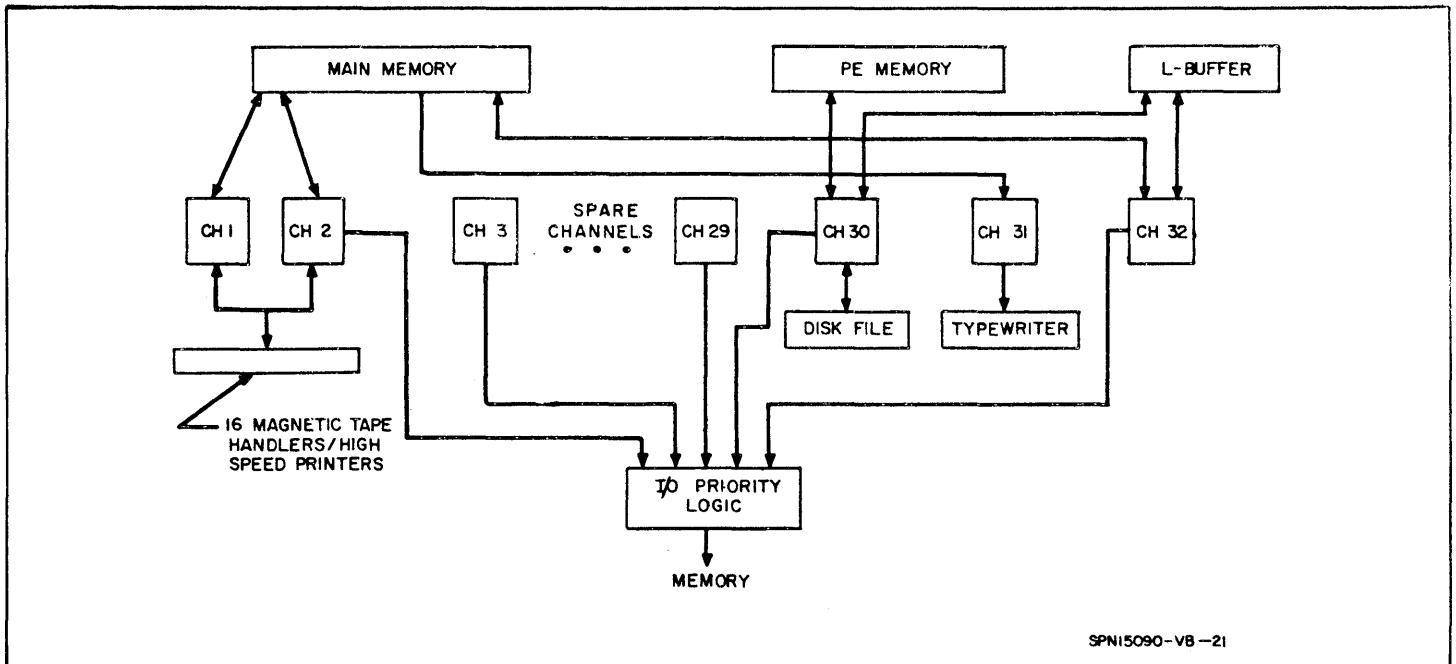 MAIN MEMORY
PE MEMORY
L-BUFFER
CH 1
CH 2
CH 3
SPARE
CHANNELS
CH 29
CH 30
CH 31
CH 32
DISK FILE
TYPEWRITER
16 MAGNETIC TAPE
HANDLERS/HIGH
SPEED PRINTERS
I/O PRIORITY
LOGIC
MEMORY
SPN15090-VB-21